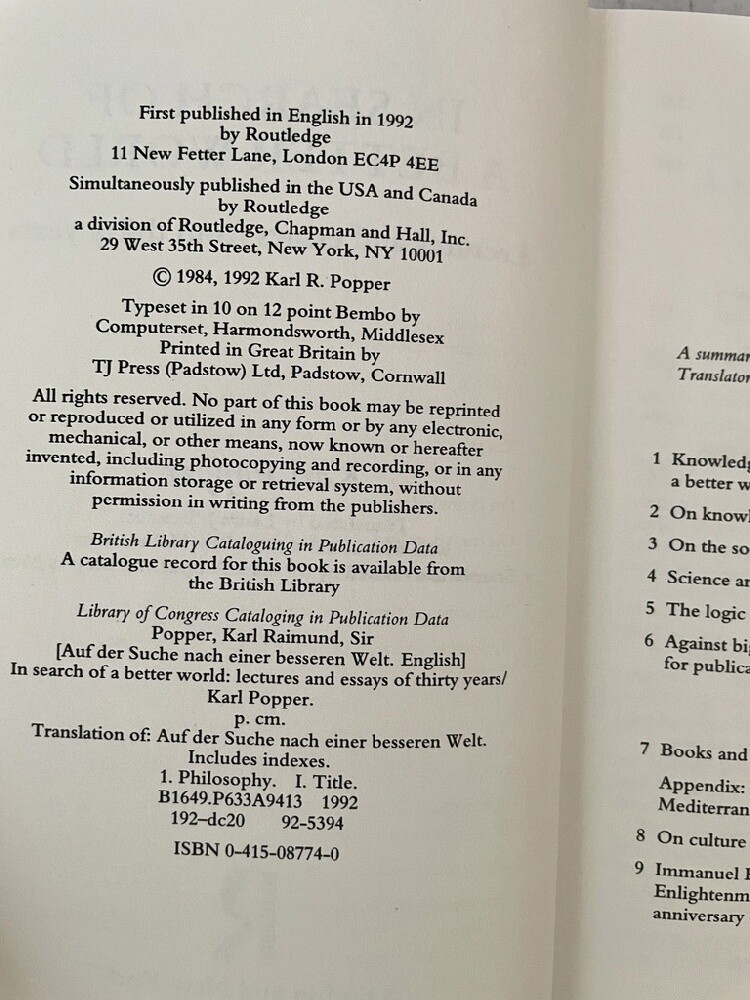 First published in English in 1992
by Routledge
11 New Fetter Lane, London EC4P 4EE
Simultaneously published in the USA and Canada
by Routledge
a division of Routledge, Chapman and Hall, Inc.
29 West 35th Street, New York, NY 10001
© 1984, 1992 Karl R. Popper
Typeset in 10 on 12 point Bembo by
Computerset, Harmondsworth, Middlesex
Printed in Great Britain by
TJ Press (Padstow) Ltd, Padstow, Cornwall
All rights reserved. No part of this book may be reprinted
or reproduced or utilized in any form or by any electronic,
mechanical, or other means, now known or hereafter
invented, including photocopying and recording, or in any
information storage or retrieval system, without
permission in writing from the publishers.
British Library Cataloguing in Publication Data
A catalogue record for this book is available from
the British Library
Library of Congress Cataloging in Publication Data
Popper, Karl Raimund, Sir
[Auf der Suche nach einer besseren Welt. English]
In search of a better world: lectures and essays of thirty years/
Karl Popper.
p. cm.
Translation of: Auf der Suche nach einer besseren Welt.
Includes indexes.
1. Philosophy. I. Title.
B1649.P633A9413 1992
192–dc20 92-5394
ISBN 0-415-08774-0
A summar
Translator
1 Knowledg
a better w
2 On knowl
3 On the so
4 Science an
5 The logic
6 Against big
for publica
7 Books and
Appendix:
Mediterran
8 On culture
9 Immanuel K
Enlightenm
anniversary